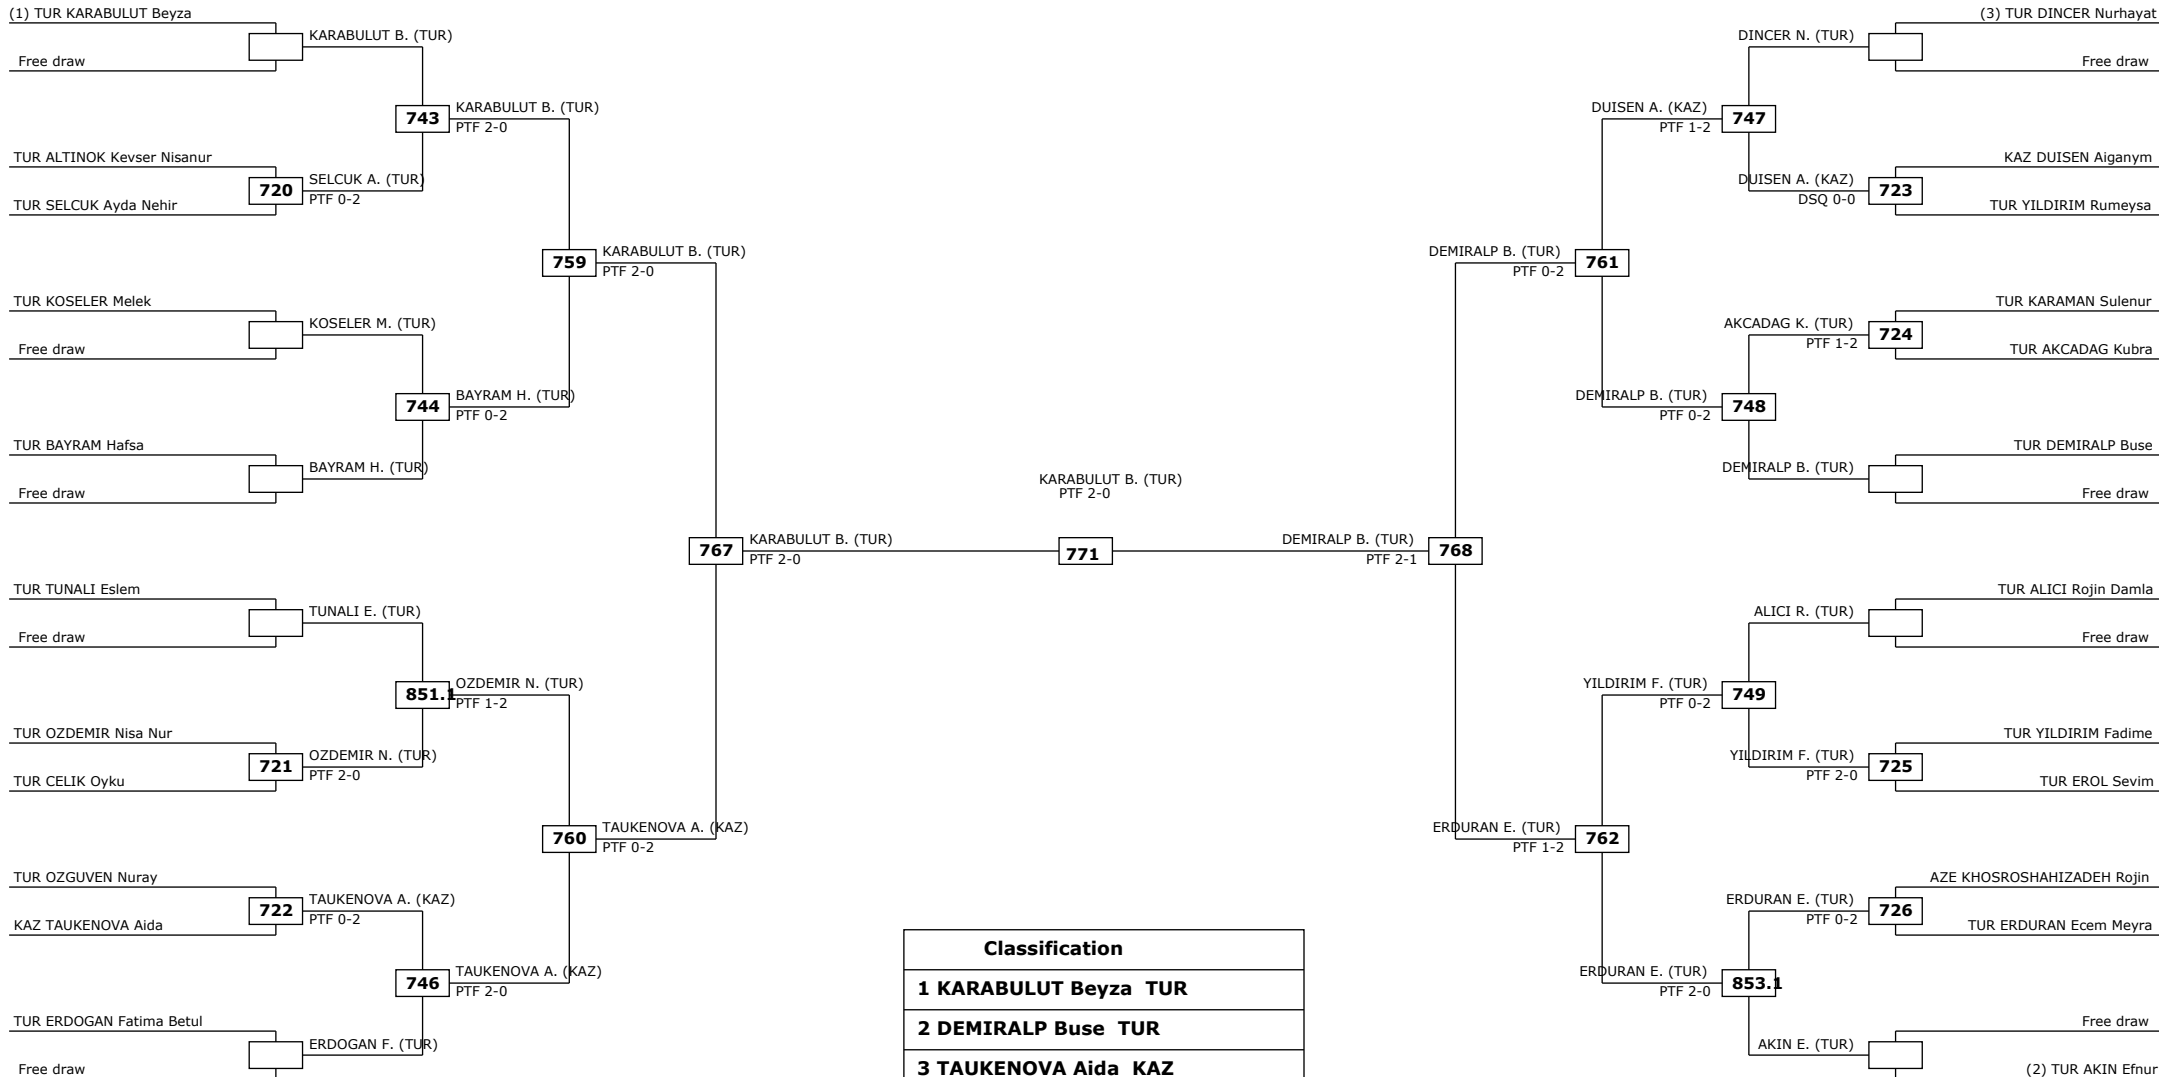 (1) TUR KARABULUT Beyza
Free draw
KARABULUT B. (TUR)
743
KARABULUT B. (TUR)
PTF 2-0
TUR ALTINOK Kevser Nisanur
TUR SELCUK Ayda Nehir
720
SELCUK A. (TUR)
PTF 0-2
759
KARABULUT B. (TUR)
PTF 2-0
TUR KOSELER Melek
Free draw
KOSELER M. (TUR)
744
BAYRAM H. (TUR)
PTF 0-2
TUR BAYRAM Hafsa
Free draw
BAYRAM H. (TUR)
767
KARABULUT B. (TUR)
PTF 2-0
TUR TUNALI Eslem
Free draw
TUNALI E. (TUR)
851.1
OZDEMIR N. (TUR)
PTF 1-2
TUR OZDEMIR Nisa Nur
TUR CELIK Oyku
721
OZDEMIR N. (TUR)
PTF 2-0
760
TAUKENOVA A. (KAZ)
PTF 0-2
TUR OZGUVEN Nuray
KAZ TAUKENOVA Aida
722
TAUKENOVA A. (KAZ)
PTF 0-2
746
TAUKENOVA A. (KAZ)
PTF 2-0
TUR ERDOGAN Fatima Betul
Free draw
ERDOGAN F. (TUR)
KARABULUT B. (TUR)
PTF 2-0
771
Classification
1 KARABULUT Beyza TUR
2 DEMIRALP Buse TUR
3 TAUKENOVA Aida KAZ
(3) TUR DINCER Nurhayat
Free draw
DINCER N. (TUR)
DUISEN A. (KAZ)
PTF 1-2
747
KAZ DUISEN Aiganym
TUR YILDIRIM Rumeysa
DUISEN A. (KAZ)
DSQ 0-0
723
DEMIRALP B. (TUR)
PTF 0-2
761
TUR KARAMAN Sulenur
TUR AKCADAG Kubra
AKCADAG K. (TUR)
PTF 1-2
724
DEMIRALP B. (TUR)
PTF 0-2
748
TUR DEMIRALP Buse
Free draw
DEMIRALP B. (TUR)
DEMIRALP B. (TUR)
PTF 2-1
768
TUR ALICI Rojin Damla
Free draw
ALICI R. (TUR)
YILDIRIM F. (TUR)
PTF 0-2
749
TUR YILDIRIM Fadime
TUR EROL Sevim
YILDIRIM F. (TUR)
PTF 2-0
725
ERDURAN E. (TUR)
PTF 1-2
762
AZE KHOSROSHAHIZADEH Rojin
TUR ERDURAN Ecem Meyra
ERDURAN E. (TUR)
PTF 0-2
726
ERDURAN E. (TUR)
PTF 2-0
853.1
Free draw
AKIN E. (TUR)
(2) TUR AKIN Efnur